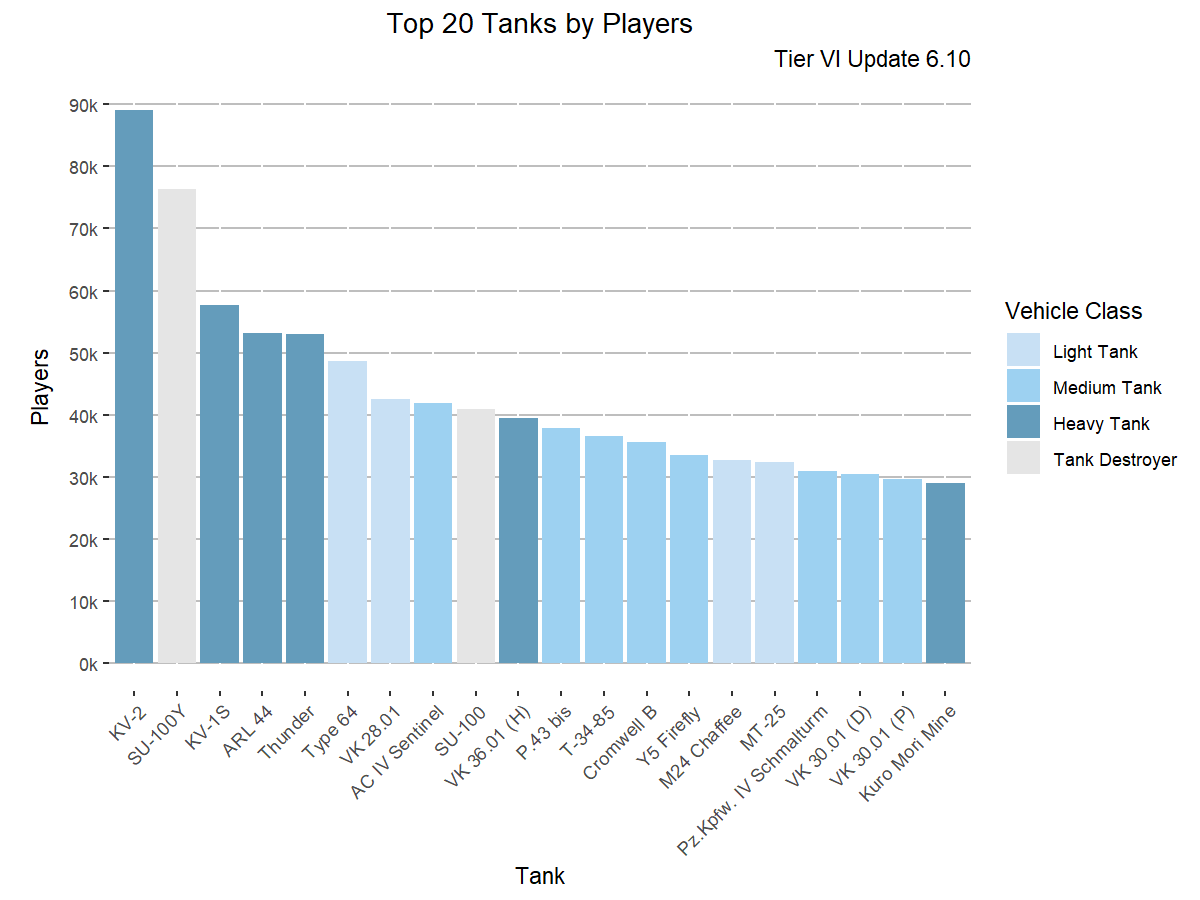 Top 20 Tanks by Players
Tier VI Update 6.10
90k
80k
70k
60k
50k
40k
30k
20k
10k
0k
Players
KV-2
SU-100Y
KV-1S
ARL 44
Thunder
Type 64
VK 28.01
AC IV Sentinel
SU-100
VK 36.01 (H)
P.43 bis
T-34-85
Cromwell B
Y5 Firefly
M24 Chaffee
MT-25
Pz.Kpfw. IV Schmalturm
VK 30.01 (D)
VK 30.01 (P)
Kuro Mori Mine
Tank
Vehicle Class
Light Tank
Medium Tank
Heavy Tank
Tank Destroyer